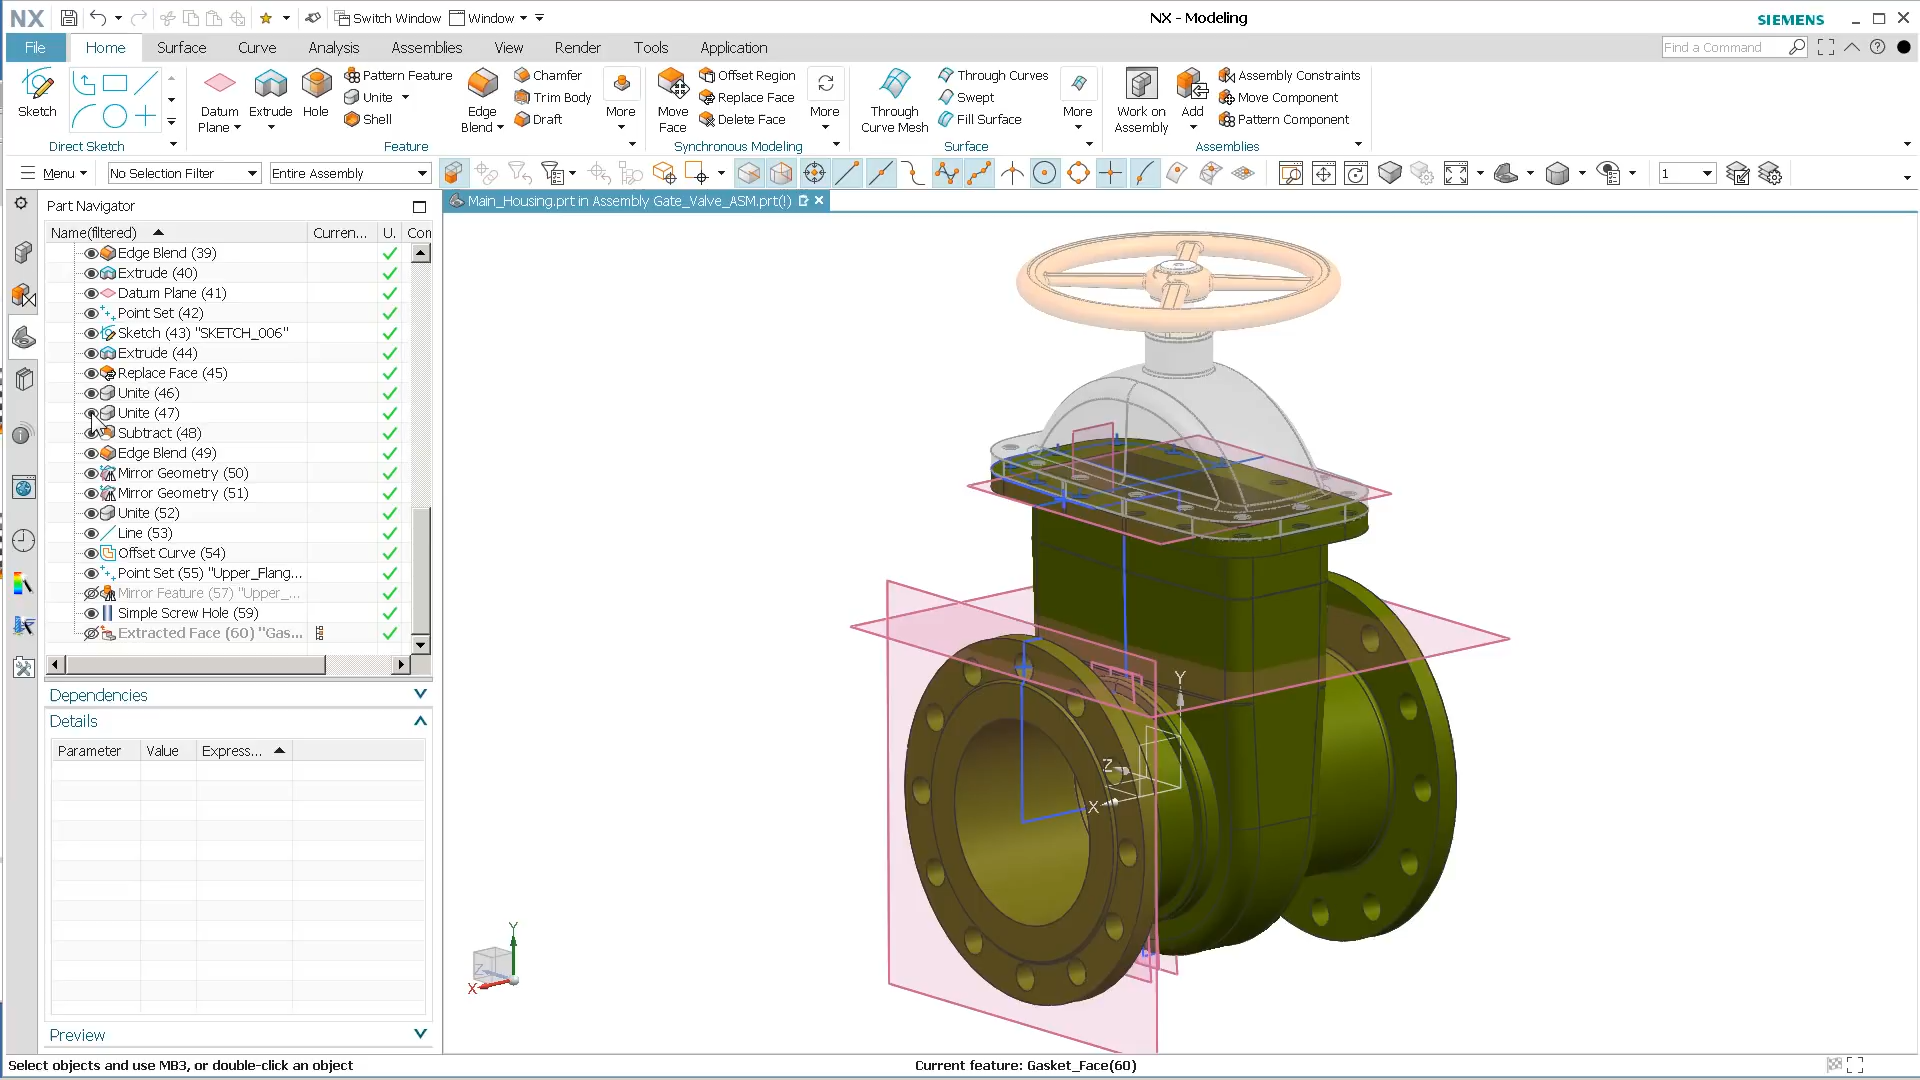 NX
Switch Window
Window
NX - Modeling
SIEMENS
File
Home
Surface
Curve
Analysis
Assemblies
View
Render
Tools
Application
Find a Command
Sketch
Direct Sketch
Datum
Plane
Extrude
Hole
Pattern Feature
Unite
Shell
Edge
Blend
Chamfer
Trim Body
Draft
More
Feature
Move
Face
Offset Region
Replace Face
Delete Face
More
Synchronous Modeling
Through
Curve Mesh
Through Curves
Swept
Fill Surface
More
Surface
Work on
Assembly
Add
Assembly Constraints
Move Component
Pattern Component
Assemblies
Menu
No Selection Filter
Entire Assembly
1
Part Navigator
Main_Housing.prt in Assembly Gate_Valve_ASM.prt(!)
Name(filtered) Curren... U. Con
Edge Blend (39)
Extrude (40)
Datum Plane (41)
Point Set (42)
Sketch (43) "SKETCH_006"
Extrude (44)
Replace Face (45)
Unite (46)
Unite (47)
Subtract (48)
Edge Blend (49)
Mirror Geometry (50)
Mirror Geometry (51)
Unite (52)
Line (53)
Offset Curve (54)
Point Set (55) "Upper_Flang...
Mirror Feature (57) "Upper_...
Simple Screw Hole (59)
Extracted Face (60) "Gas...
Dependencies
Details
Parameter Value Express...
Preview
Y
Z
X
Y
Z
X
Select objects and use MB3, or double-click an object
Current feature: Gasket_Face(60)